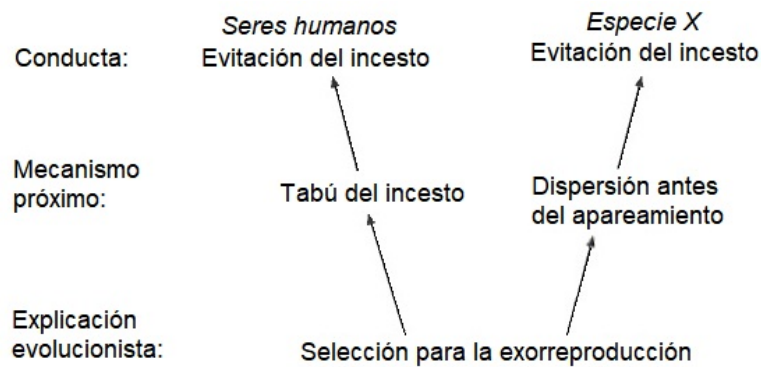 Seres humanos
Especie X
Conducta:
Evitación del incesto
Evitación del incesto
Mecanismo
próximo:
Tabú del incesto
Dispersión antes
del apareamiento
Explicación
evolucionista:
Selección para la exorreproducción